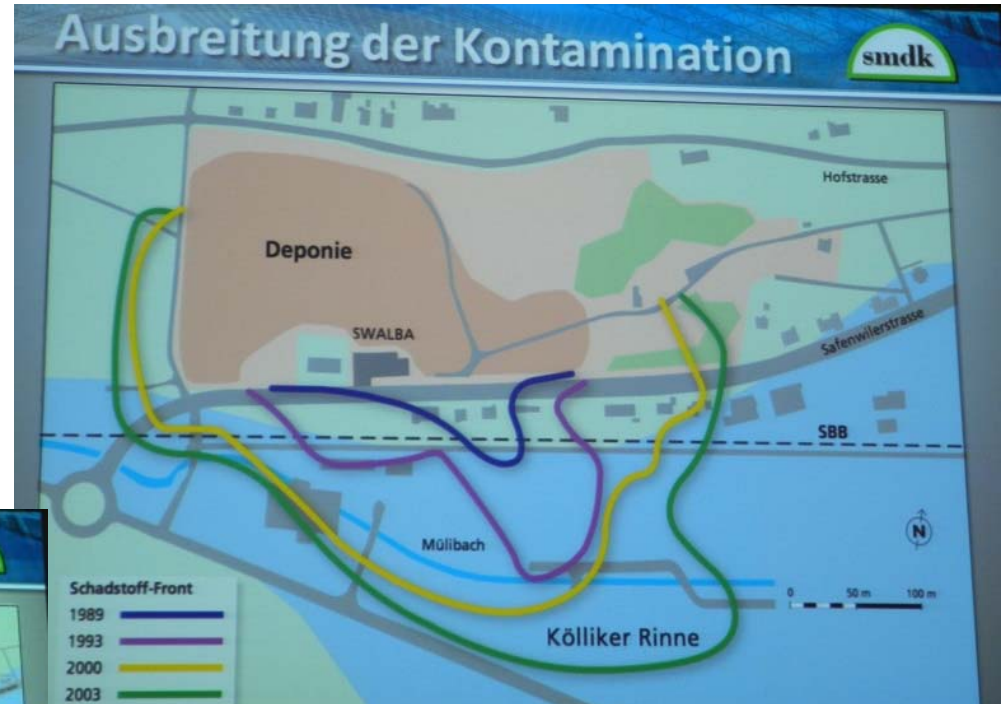 Ausbreitung der Kontamination
smdk
Hofstrasse
Deponie
SWALBA
Safenwilerstrasse
SBB
N
Mülibach
0 50 m 100 m
Kölliker Rinne
Schadstoff-Front
1989
1993
2000
2003